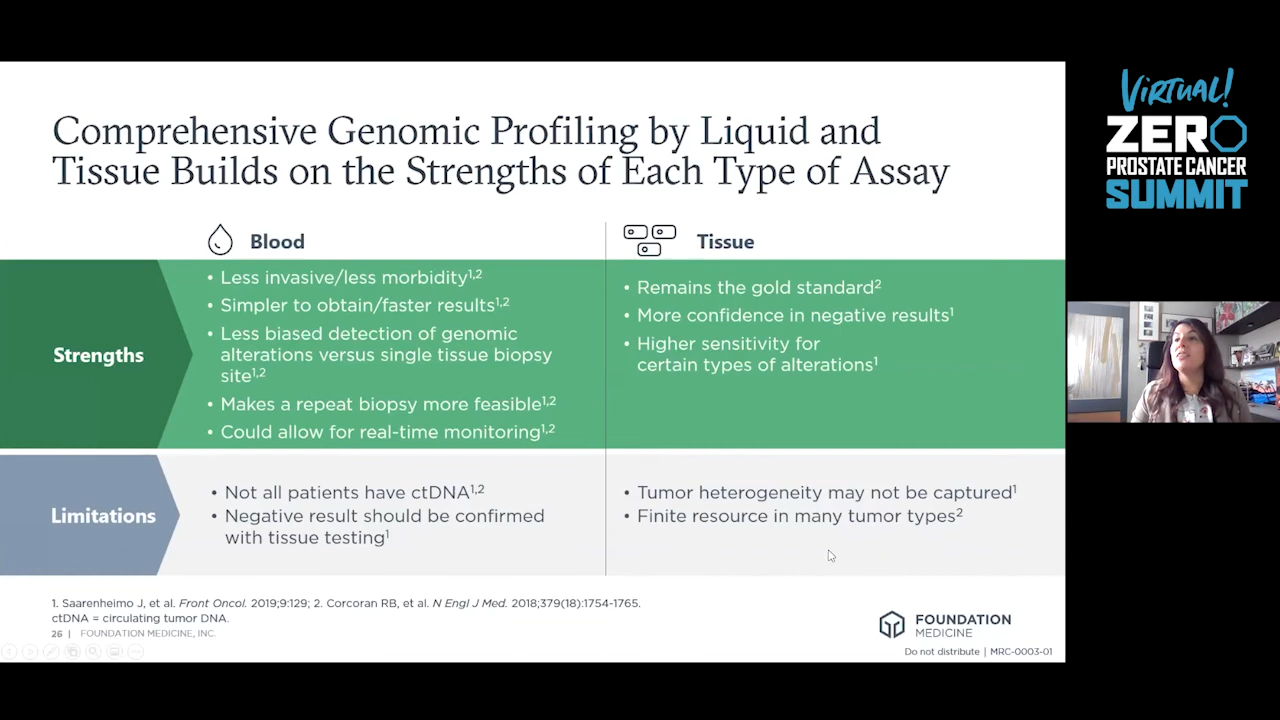 Comprehensive Genomic Profiling by Liquid and
Tissue Builds on the Strengths of Each Type of Assay
Blood
Tissue
Strengths
• Less invasive/less morbidity1,2
• Simpler to obtain/faster results1,2
• Less biased detection of genomic
alterations versus single tissue biopsy
site1,2
• Makes a repeat biopsy more feasible1,2
• Could allow for real-time monitoring1,2
• Remains the gold standard2
• More confidence in negative results1
• Higher sensitivity for
certain types of alterations1
Limitations
• Not all patients have ctDNA1,2
• Negative result should be confirmed
with tissue testing1
• Tumor heterogeneity may not be captured1
• Finite resource in many tumor types2
1. Saarenheimo J, et al. Front Oncol. 2019;9:129; 2. Corcoran RB, et al. N Engl J Med. 2018;379(18):1754-1765.
ctDNA = circulating tumor DNA.
26 | FOUNDATION MEDICINE, INC.
FOUNDATION
MEDICINE
Do not distribute | MRC-0003-01
Virtual!
ZERO
PROSTATE CANCER
SUMMIT